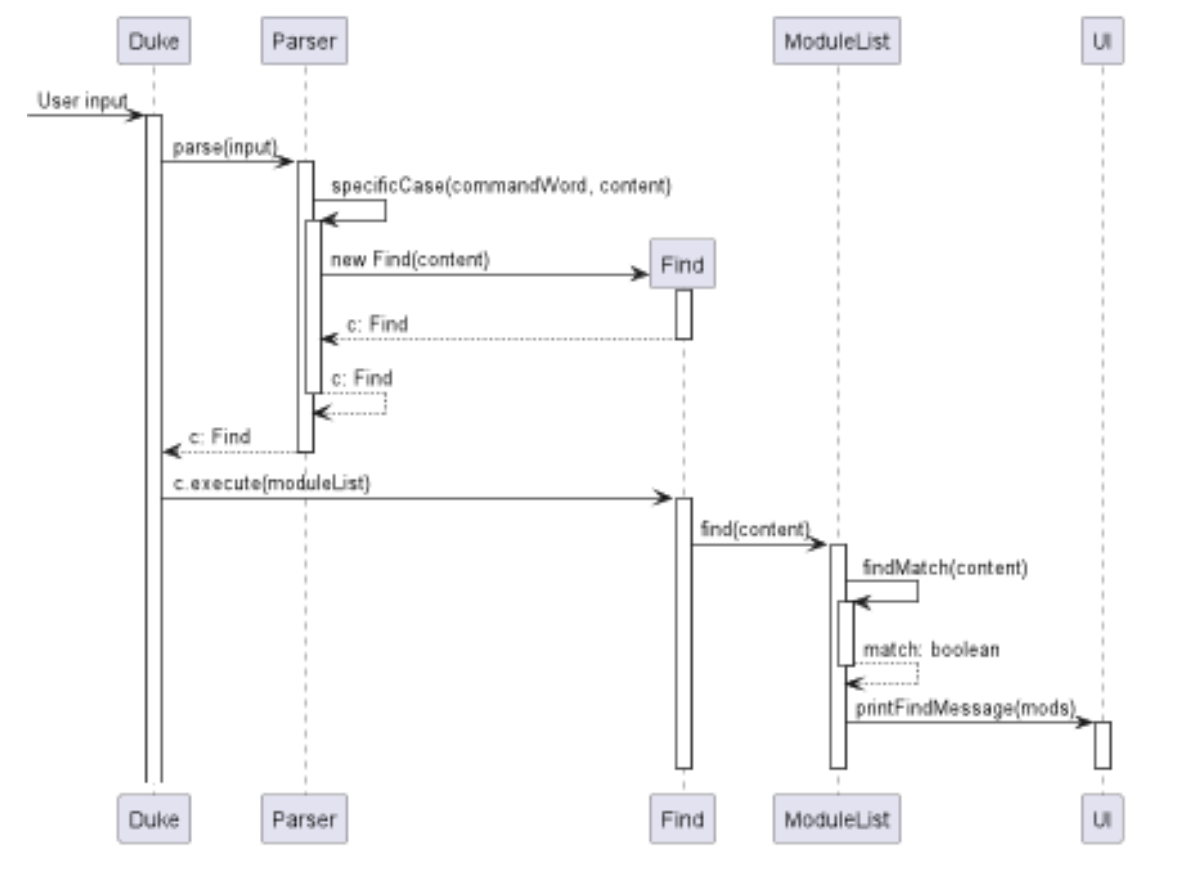 Duke
Parser
ModuleList
UI
User input
parse(input)
specificCase(commandWord, content)
new Find(content)
Find
c: Find
c: Find
c: Find
c.execute(moduleList)
find(content)
findMatch(content)
match: boolean
printFindMessage(mods)
Duke
Parser
Find
ModuleList
UI